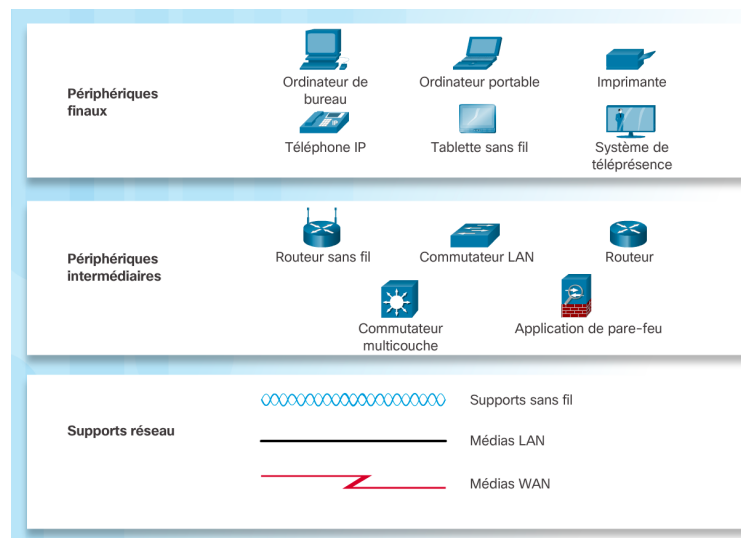 Périphériques
finaux
Ordinateur de
bureau
Ordinateur portable
Imprimante
Téléphone IP
Tablette sans fil
Système de
téléprésence
Périphériques
intermédiaires
Routeur sans fil
Commutateur LAN
Routeur
Commutateur
multicouche
Application de pare-feu
Supports réseau
Supports sans fil
Médias LAN
Médias WAN